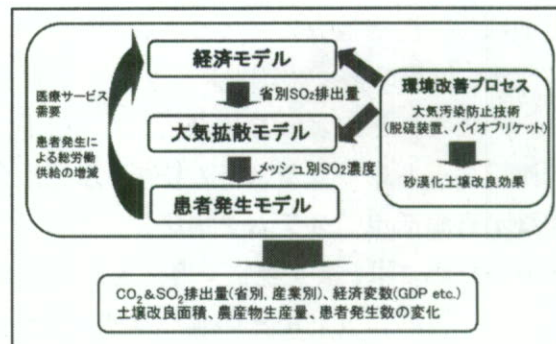 経済モデル
省別SO₂排出量
大気拡散モデル
メッシュ別SO₂濃度
患者発生モデル
医療サービス
需要
患者発生に
よる総労働
供給の増減
環境改善プロセス
大気汚染防止技術
(脱硫装置、バイオブリケット)
砂漠化土壌改良効果
CO₂&SO₂排出量(省別,産業別)、経済変数(GDP etc.)
土壌改良面積、農産物生産量、患者発生数の変化